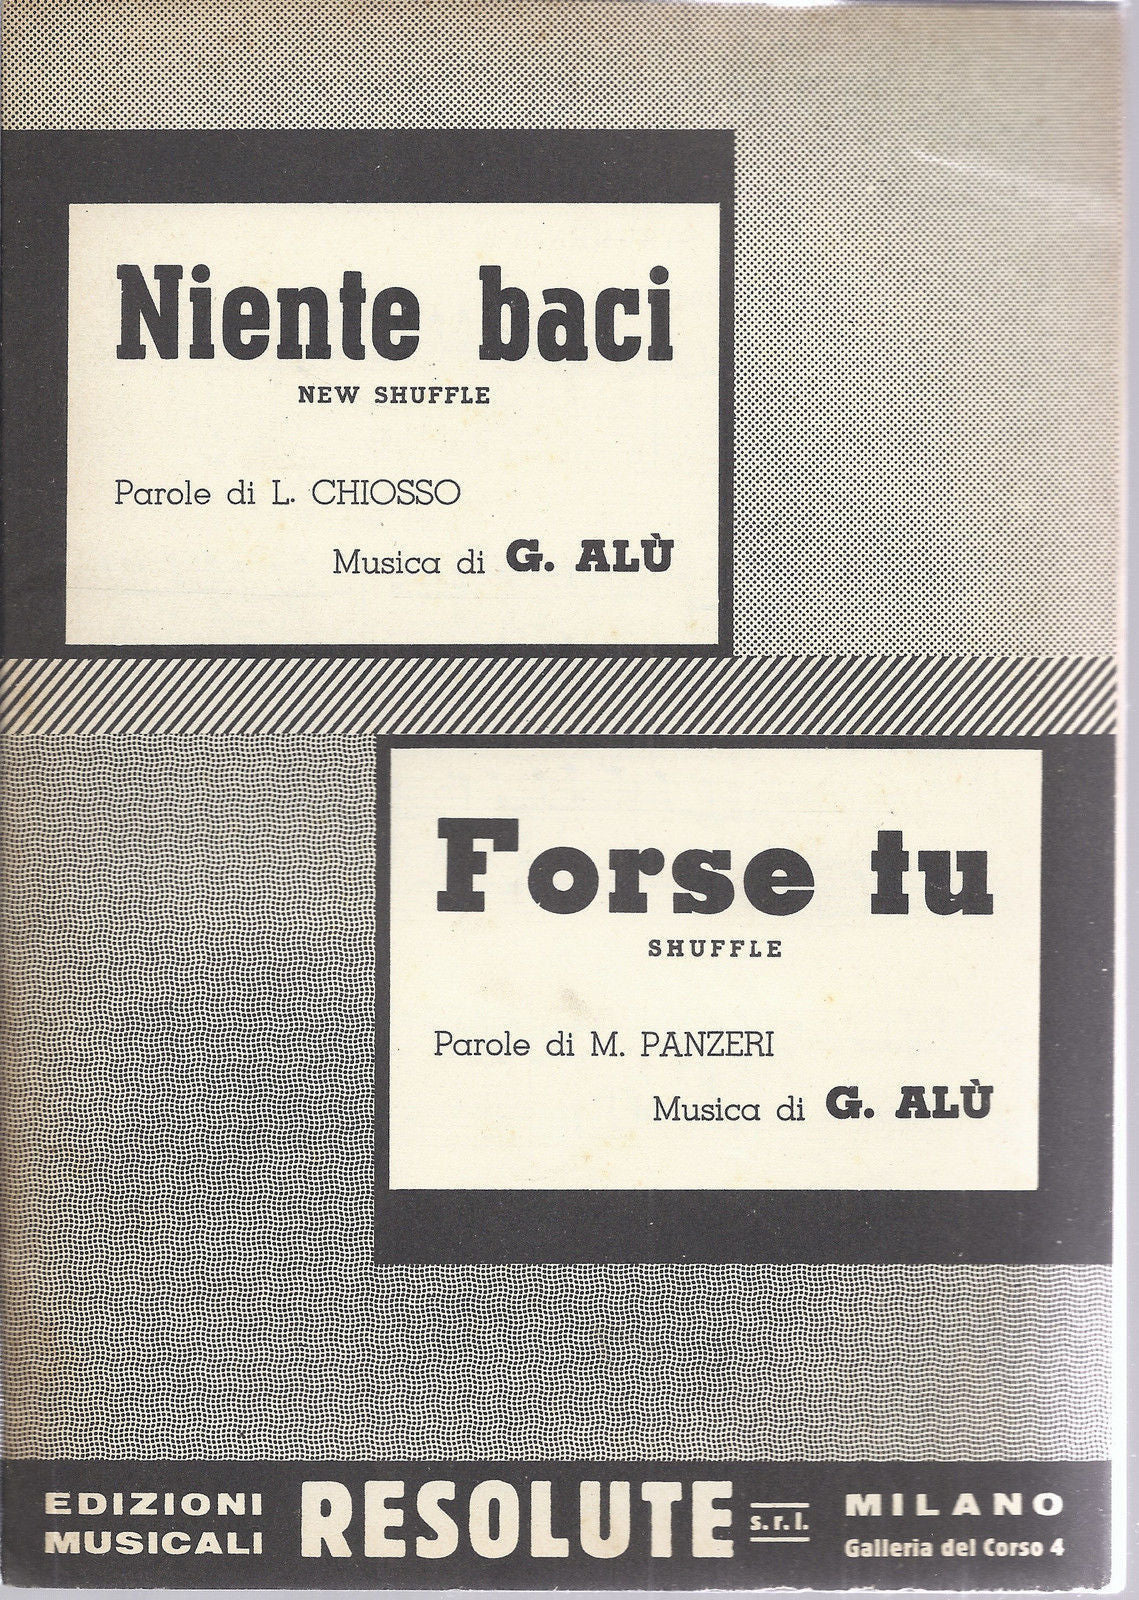 Niente baci
NEW SHUFFLE
Parole di L. CHIOSSO
Musica di G. ALÙ
Forse tu
SHUFFLE
Parole di M. PANZERI
Musica di G. ALÙ
EDIZIONI
MUSICALI
RESOLUTE s.r.l.
MILANO
Galleria del Corso 4